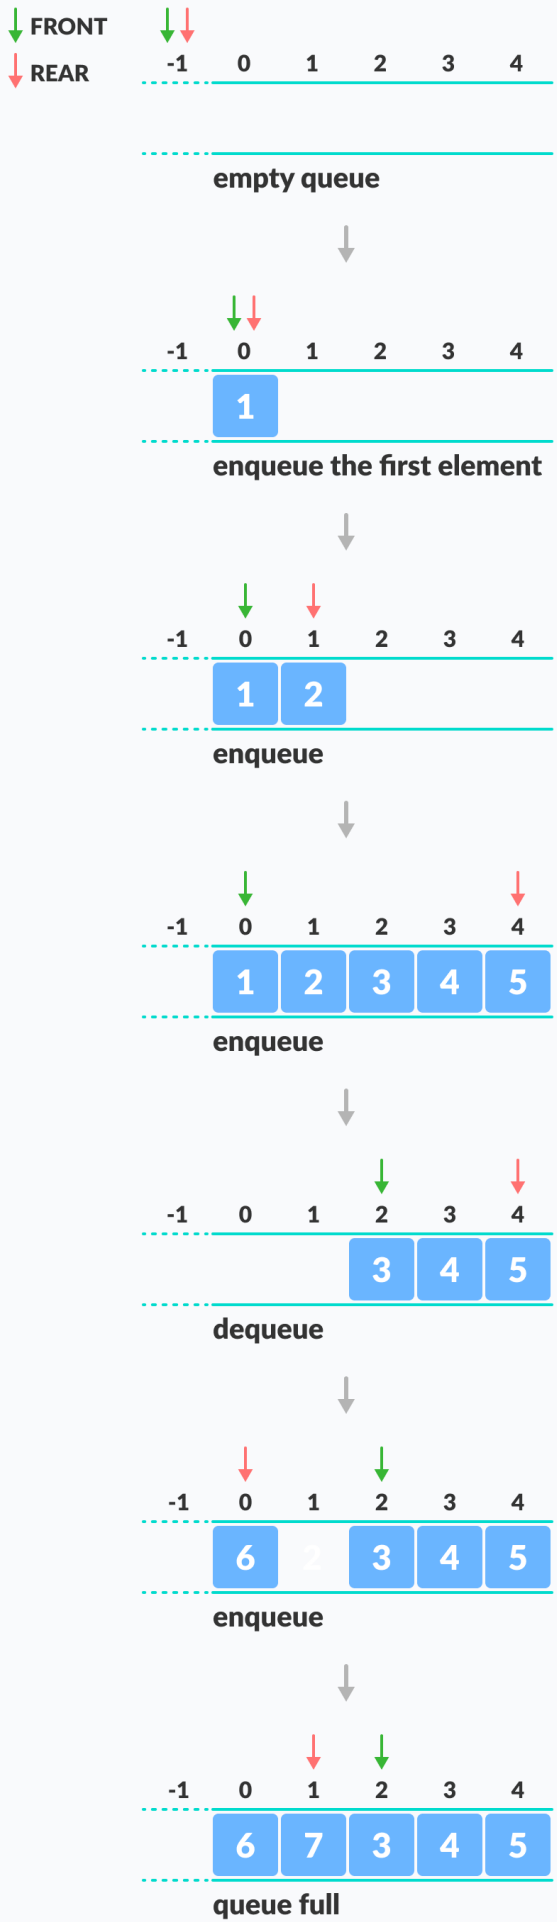 FRONT
REAR
-1 0 1 2 3 4
empty queue
-1 0 1 2 3 4
1
enqueue the first element
-1 0 1 2 3 4
1 2
enqueue
-1 0 1 2 3 4
1 2 3 4 5
enqueue
-1 0 1 2 3 4
3 4 5
dequeue
-1 0 1 2 3 4
6 2 3 4 5
enqueue
-1 0 1 2 3 4
6 7 3 4 5
queue full